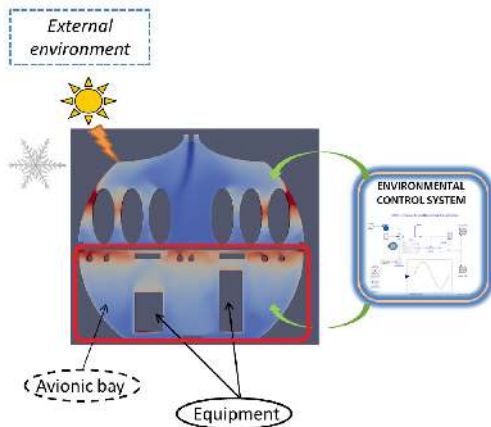 External
environment
ENVIRONMENTAL
CONTROL SYSTEM
Avionic bay
Equipment